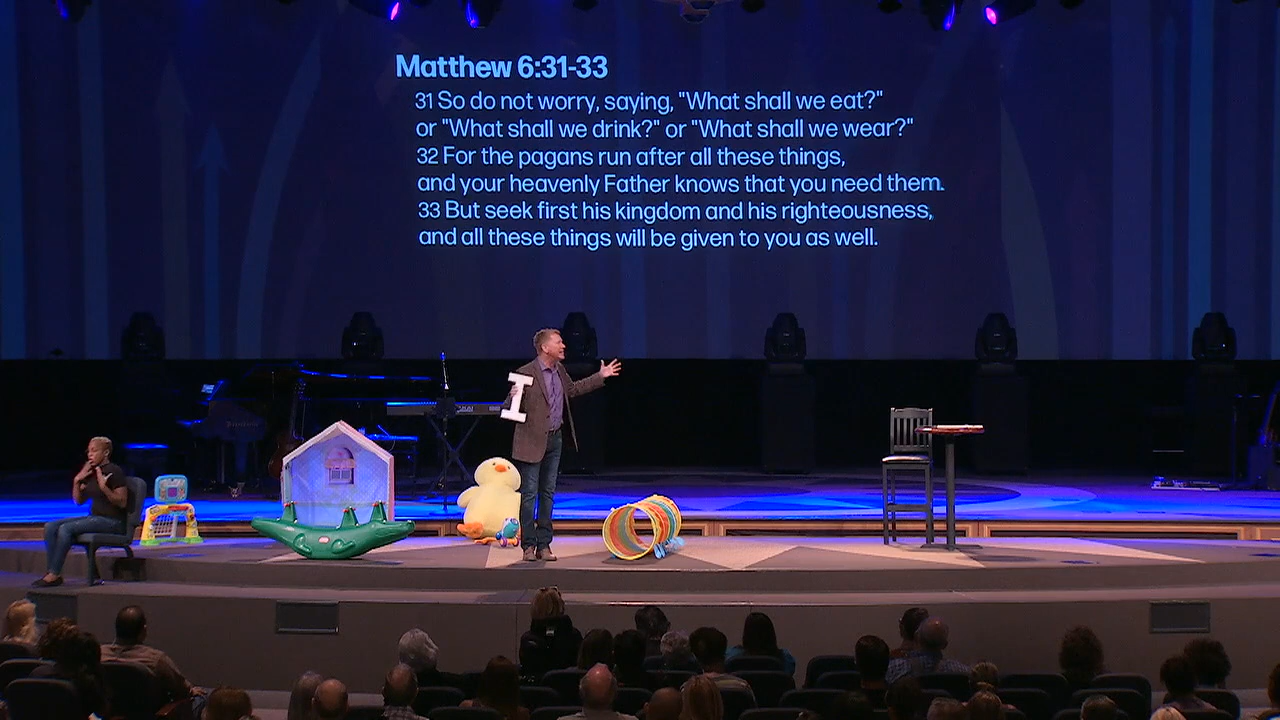 Matthew 6:31-33
31 So do not worry, saying, "What shall we eat?"
or "What shall we drink?" or "What shall we wear?"
32 For the pagans run after all these things,
and your heavenly Father knows that you need them.
33 But seek first his kingdom and his righteousness,
and all these things will be given to you as well.
I